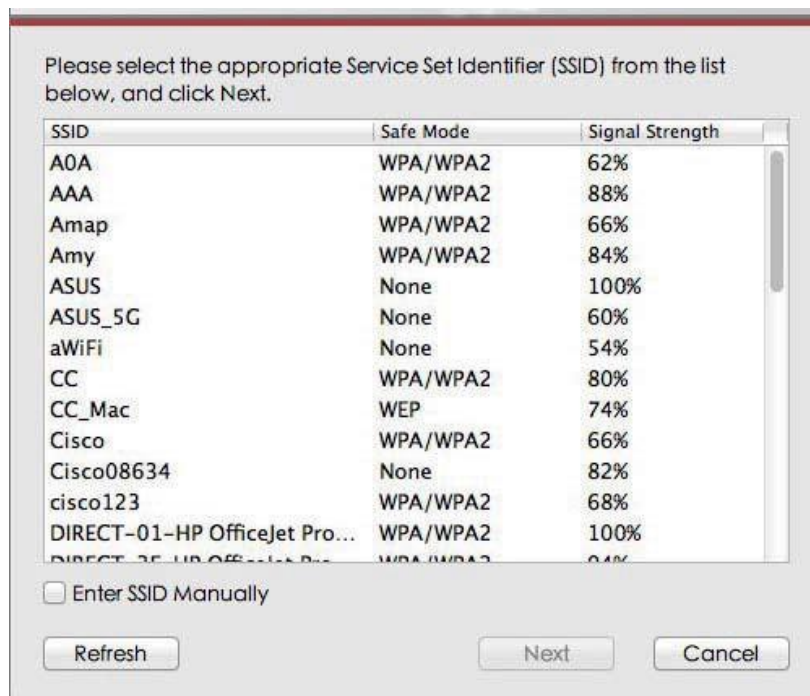 Please select the appropriate Service Set Identifier (SSID) from the list
below, and click Next.
SSID Safe Mode Signal Strength
A0A WPA/WPA2 62%
AAA WPA/WPA2 88%
Amap WPA/WPA2 66%
Amy WPA/WPA2 84%
ASUS None 100%
ASUS_5G None 60%
aWiFi None 54%
CC WPA/WPA2 80%
CC_Mac WEP 74%
Cisco WPA/WPA2 66%
Cisco08634 None 82%
cisco123 WPA/WPA2 68%
DIRECT-01-HP OfficeJet Pro... WPA/WPA2 100%
Enter SSID Manually
Refresh Next Cancel